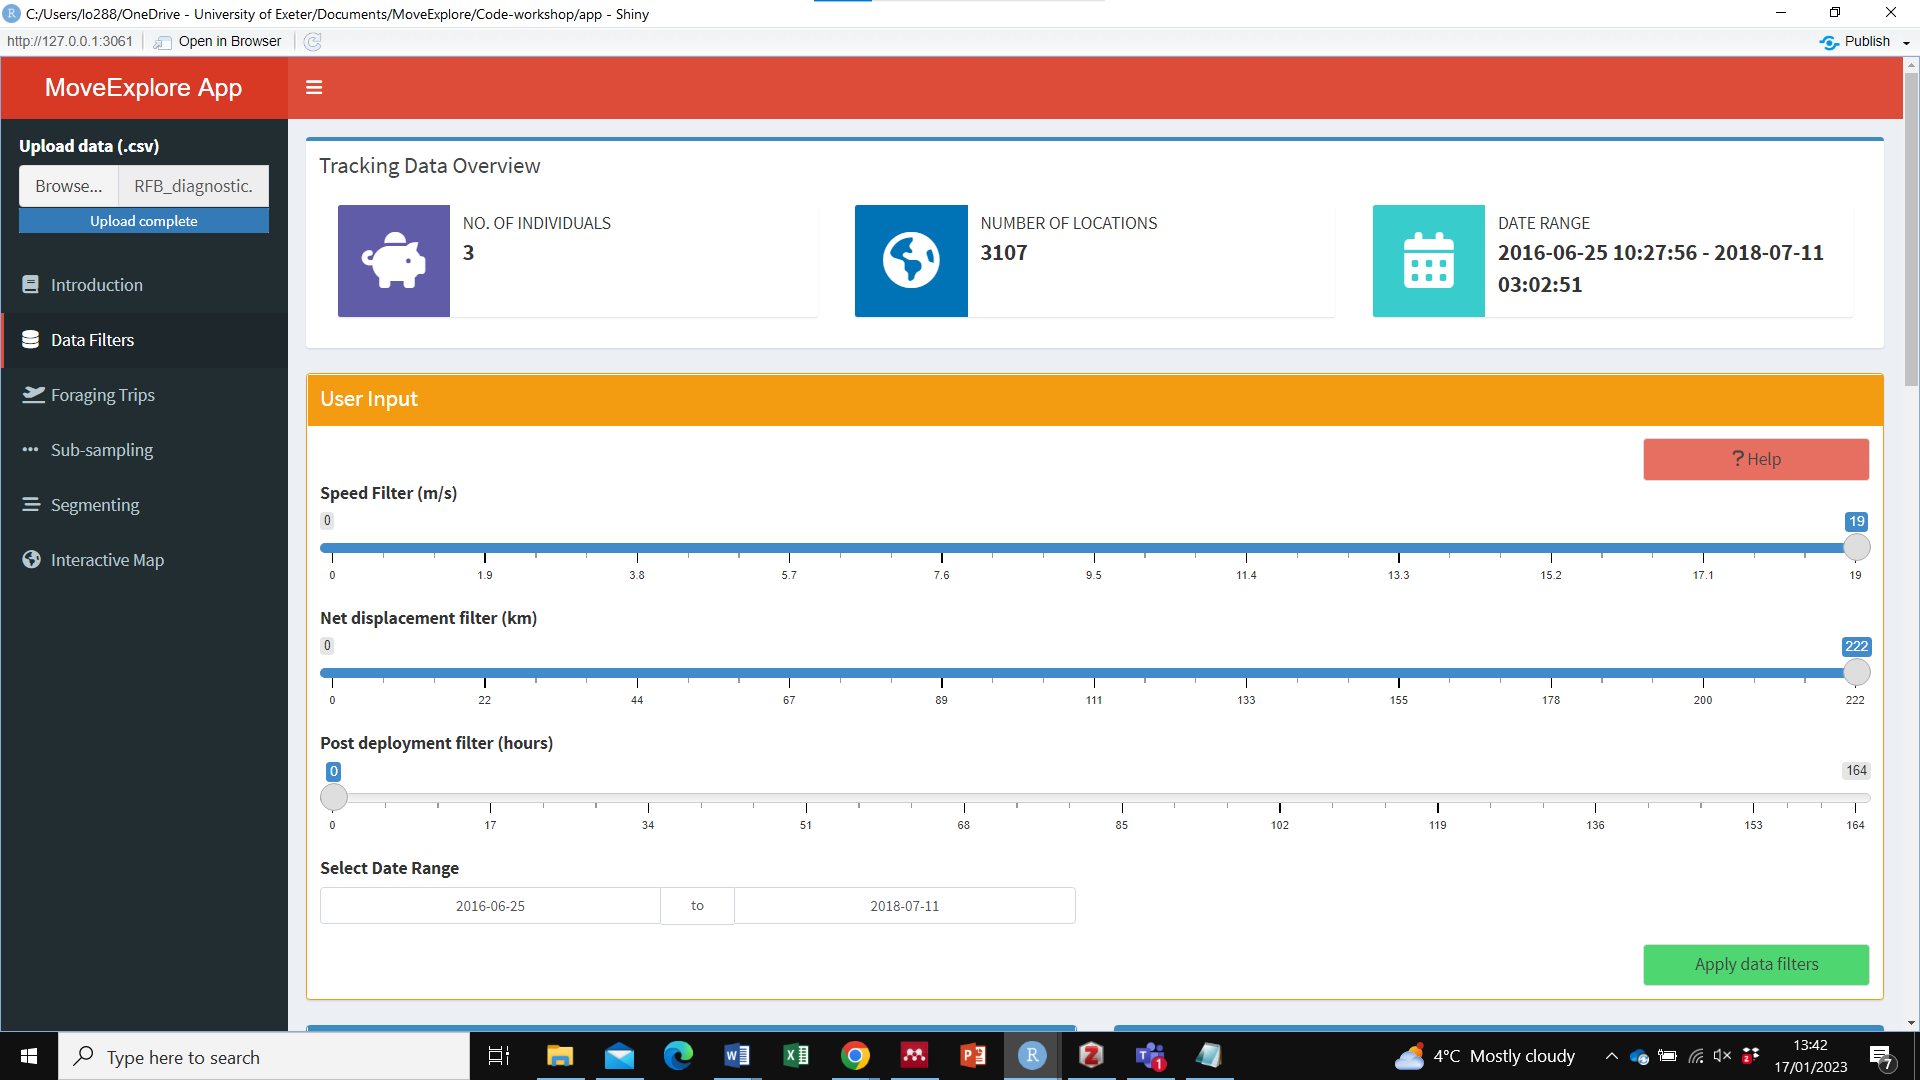 C:/Users/lo288/OneDrive - University of Exeter/Documents/MoveExplore/Code-workshop/app - Shiny
http://127.0.0.1:3061 Open in Browser Publish
MoveExplore App
Upload data (.csv)
Browse... RFB_diagnostic.
Upload complete
Introduction
Data Filters
Foraging Trips
Sub-sampling
Segmenting
Interactive Map
Tracking Data Overview
NO. OF INDIVIDUALS
3
NUMBER OF LOCATIONS
3107
DATE RANGE
2016-06-25 10:27:56 - 2018-07-11
03:02:51
User Input
? Help
Speed Filter (m/s)
0 19
0 1.9 3.8 5.7 7.6 9.5 11.4 13.3 15.2 17.1 19
Net displacement filter (km)
0 222
0 22 44 67 89 111 133 155 178 200 222
Post deployment filter (hours)
0 164
0 17 34 51 68 85 102 119 136 153 164
Select Date Range
2016-06-25 to 2018-07-11
Apply data filters
Type here to search
4°C Mostly cloudy
13:42
17/01/2023
7